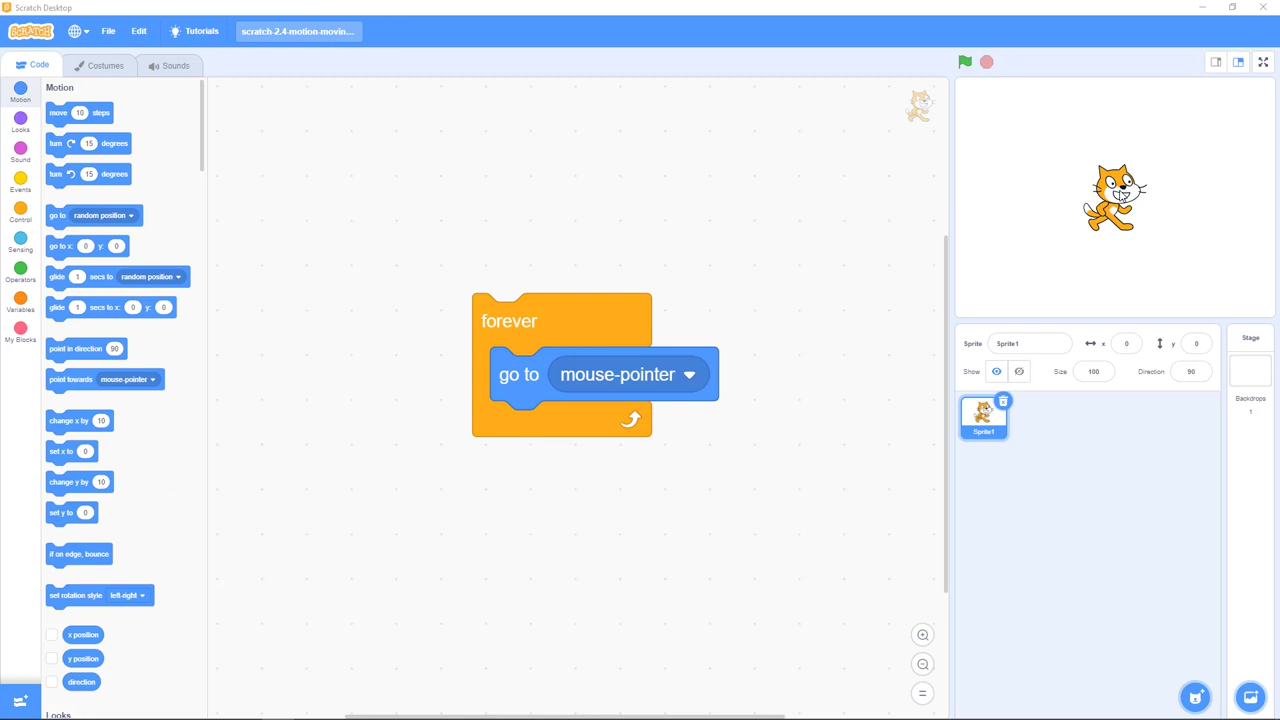 Scratch Desktop
SCRATCH File Edit Tutorials scratch-2.4-motion-movin...
Code Costumes Sounds
Motion
Looks
Sound
Events
Control
Sensing
Operators
Variables
My Blocks
Motion
move 10 steps
turn 15 degrees
turn 15 degrees
go to random position
go to x: 0 y: 0
glide 1 secs to random position
glide 1 secs to x: 0 y: 0
point in direction 90
point towards mouse-pointer
change x by 10
set x to 0
change y by 10
set y to 0
if on edge, bounce
set rotation style left-right
x position
y position
direction
Looks
forever
go to mouse-pointer
Sprite Sprite1 x 0 y 0
Show Size 100 Direction 90
Sprite1
Stage
Backdrops
1